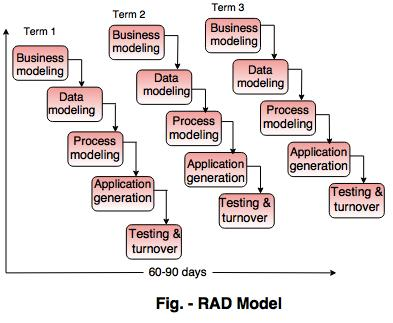 Term 1
Business
modeling
Data
modeling
Process
modeling
Application
generation
Testing &
turnover
Term 2
Business
modeling
Data
modeling
Process
modeling
Application
generation
Testing &
turnover
Term 3
Business
modeling
Data
modeling
Process
modeling
Application
generation
Testing &
turnover
60-90 days
Fig. - RAD Model